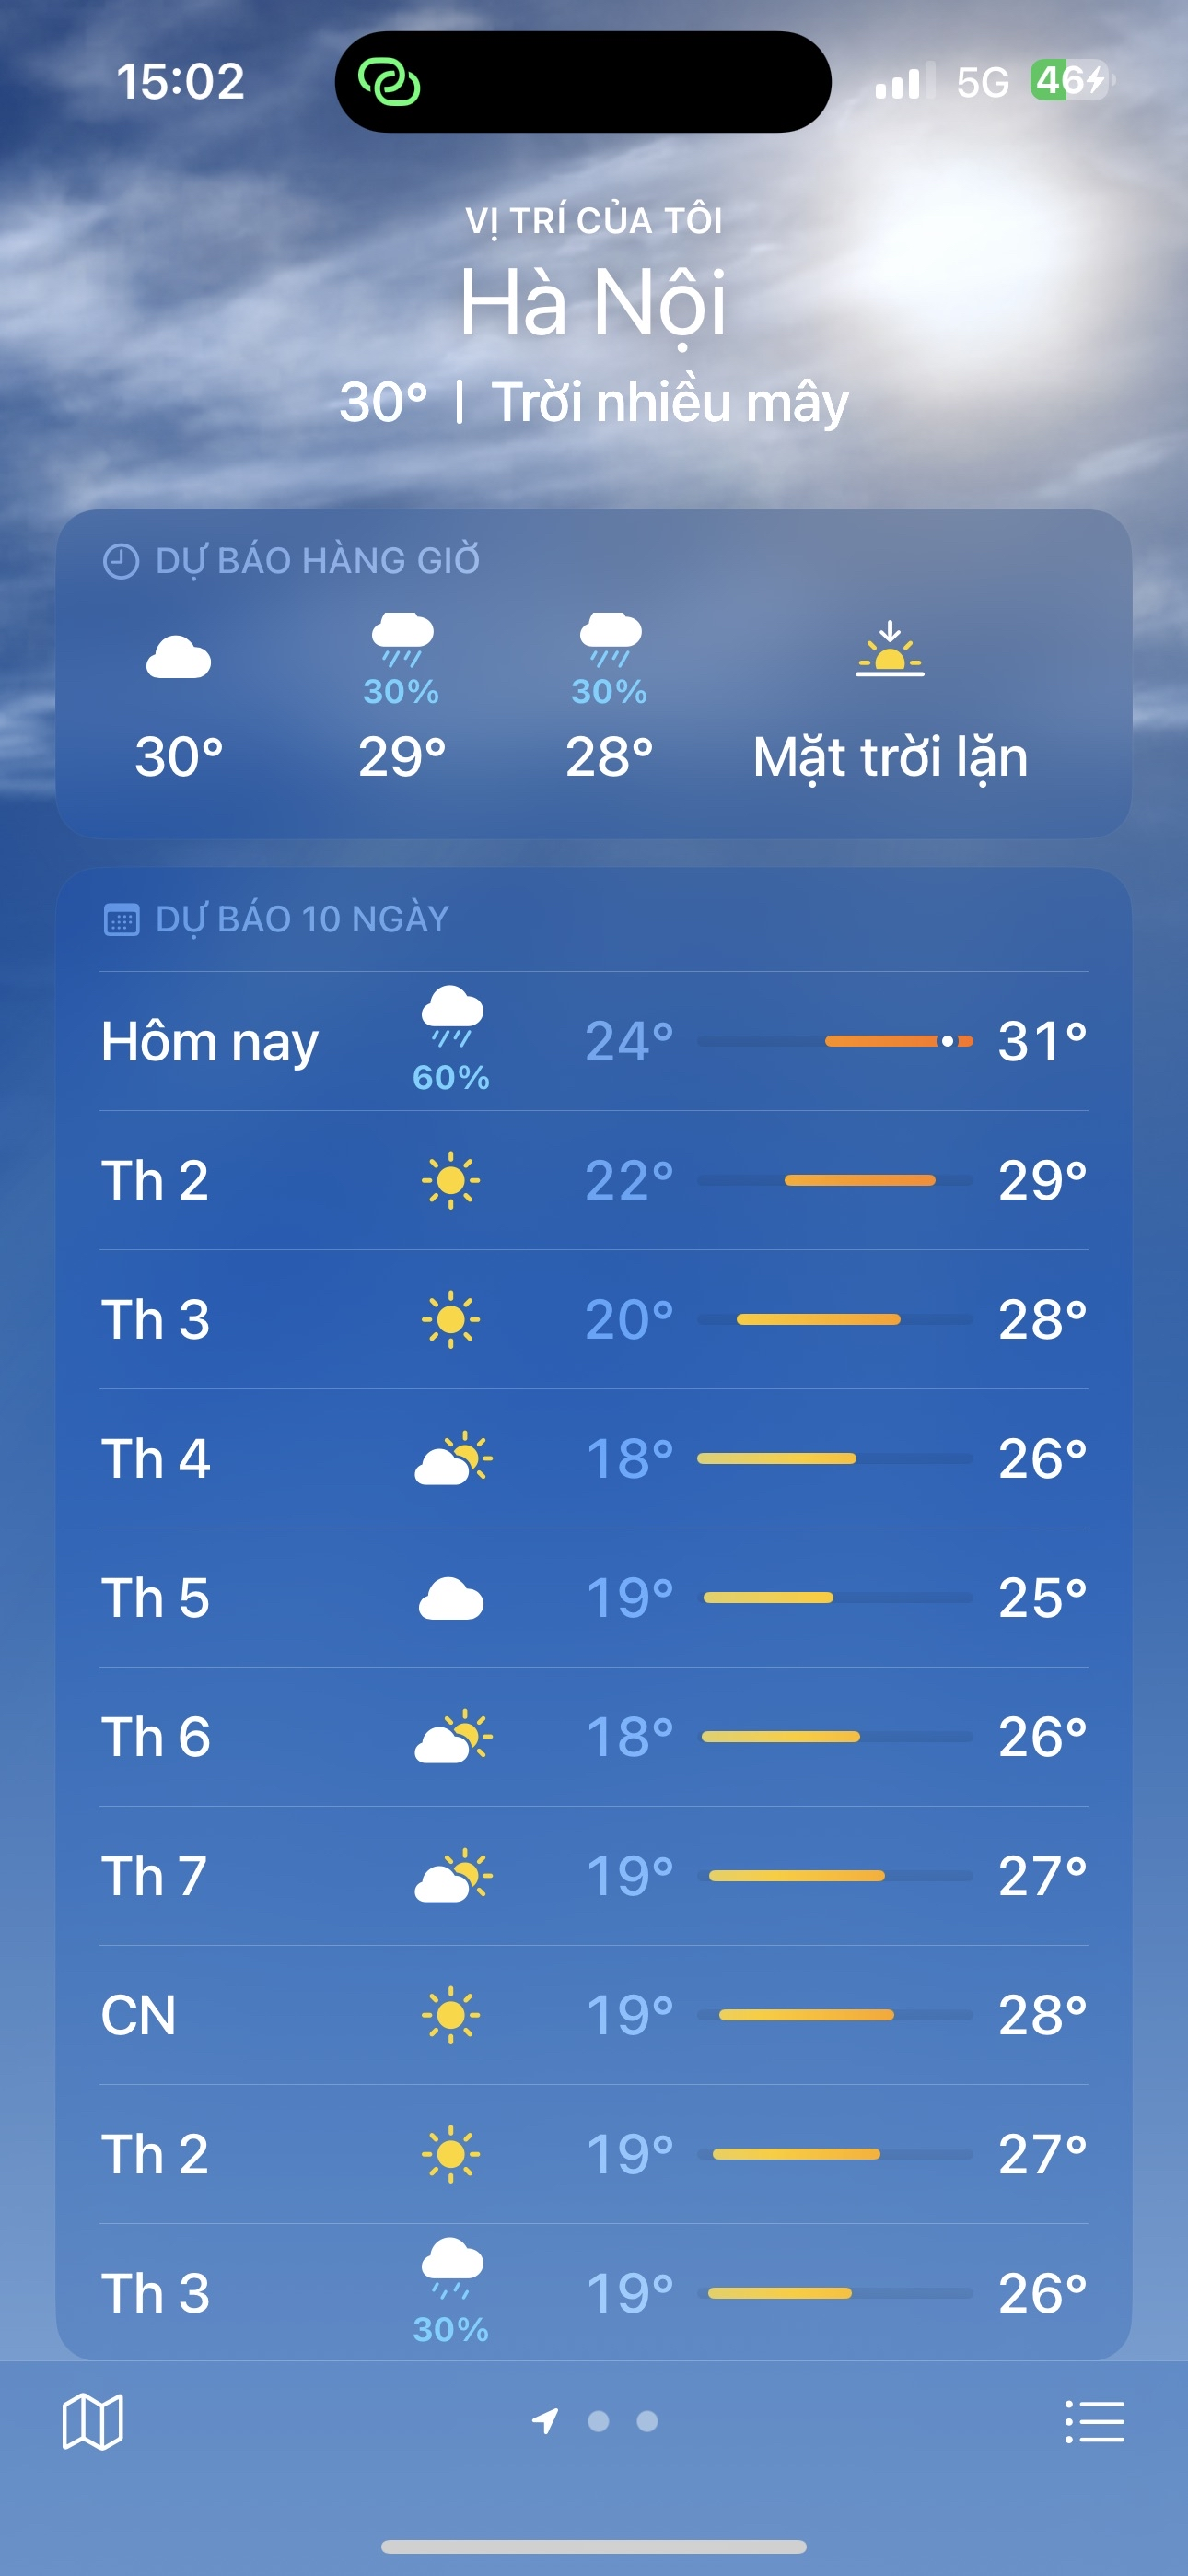 15:02 5G 46
VỊ TRÍ CỦA TÔI
Hà Nội
30° | Trời nhiều mây
DỰ BÁO HÀNG GIỜ
30% 30%
30° 29° 28° Mặt trời lặn
DỰ BÁO 10 NGÀY
Hôm nay 60% 24° 31°
Th 2 22° 29°
Th 3 20° 28°
Th 4 18° 26°
Th 5 19° 25°
Th 6 18° 26°
Th 7 19° 27°
CN 19° 28°
Th 2 19° 27°
Th 3 30% 19° 26°